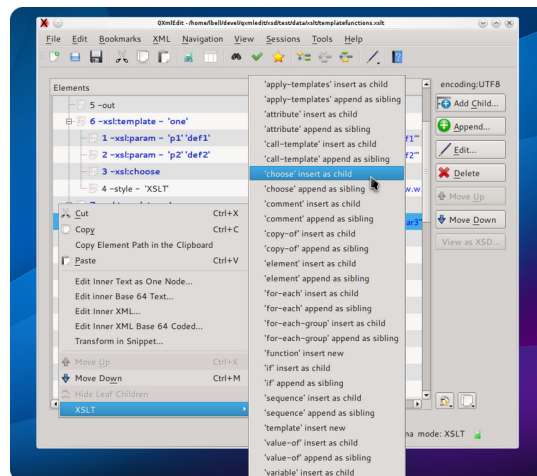 QXmlEdit - /home/bell/devel/qxmledit/rxd/test/data/xslt/templatefunctions.xslt
File Edit Bookmarks XML Navigation View Sessions Tools Help
Elements
5 -out
6 -xsl:template - 'one'
1 -xsl:param - 'p1''def1'
2 -xsl:param - 'p2''def2'
3 -xsl:choose
4 -style - 'XSLT'
Cut Ctrl+X
Copy Ctrl+C
Copy Element Path in the Clipboard
Paste Ctrl+V
Edit Inner Text as One Node...
Edit inner Base 64 Text...
Edit Inner XML...
Edit Inner XML Base 64 Coded...
Transform in Snippet...
Move Up Ctrl+K
Move Down Ctrl+M
Hide Leaf Children
XSLT
'apply-templates' insert as child
'apply-templates' append as sibling
'attribute' insert as child
'attribute' append as sibling
'call-template' insert as child
'call-template' append as sibling
'choose' insert as child
'choose' append as sibling
'comment' insert as child
'comment' append as sibling
'copy-of' insert as child
'copy-of' append as sibling
'element' insert as child
'element' append as sibling
'for-each' insert as child
'for-each' append as sibling
'for-each-group' insert as child
'for-each-group' append as sibling
'function' insert new
'if' insert as child
'if' append as sibling
'sequence' insert as child
'sequence' append as sibling
'template' insert new
'value-of' insert as child
'value-of' append as sibling
'variable' insert as child
f1'"
f2'"
w.w.
ar3"
encoding:UTF8
Add Child...
Append...
Edit...
Delete
Move Up
Move Down
View as XSD...
ma mode: XSLT